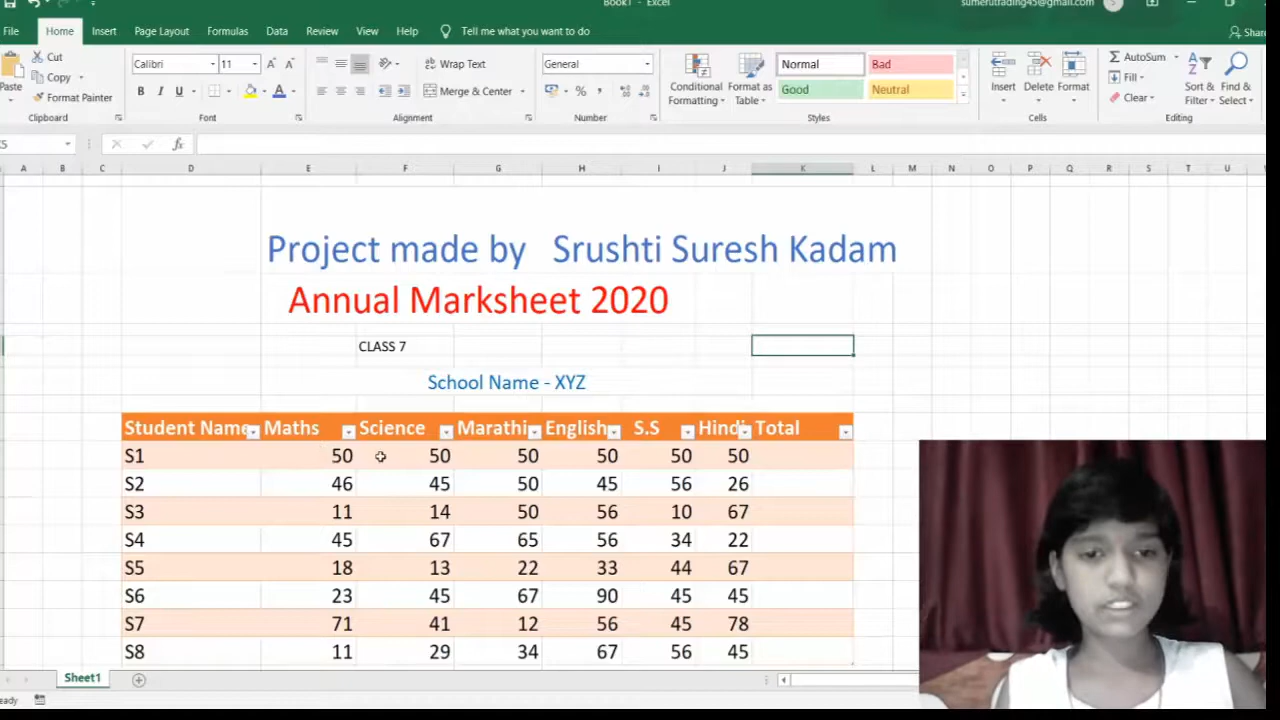 Book1 - Excel
sumerutrading45@gmail.com
S
File Home Insert Page Layout Formulas Data Review View Help Tell me what you want to do
Cut
Copy
Format Painter
Paste
Clipboard
Calibri 11
B I U
Font
Wrap Text
Merge & Center
Alignment
General
Number
Conditional Formatting
Format as Table
Normal Bad
Good Neutral
Styles
Insert Delete Format
Cells
AutoSum
Fill
Clear
Sort & Filter
Find & Select
Editing
fx
A B C D E F G H I J K L M N O P Q R S T U
Project made by Srushti Suresh Kadam
Annual Marksheet 2020
CLASS 7
School Name - XYZ
Student Name Maths Science Marathi English S.S Hindi Total
S1 50 50 50 50 50 50
S2 46 45 50 45 56 26
S3 11 14 50 56 10 67
S4 45 67 65 56 34 22
S5 18 13 22 33 44 67
S6 23 45 67 90 45 45
S7 71 41 12 56 45 78
S8 11 29 34 67 56 45
Sheet1